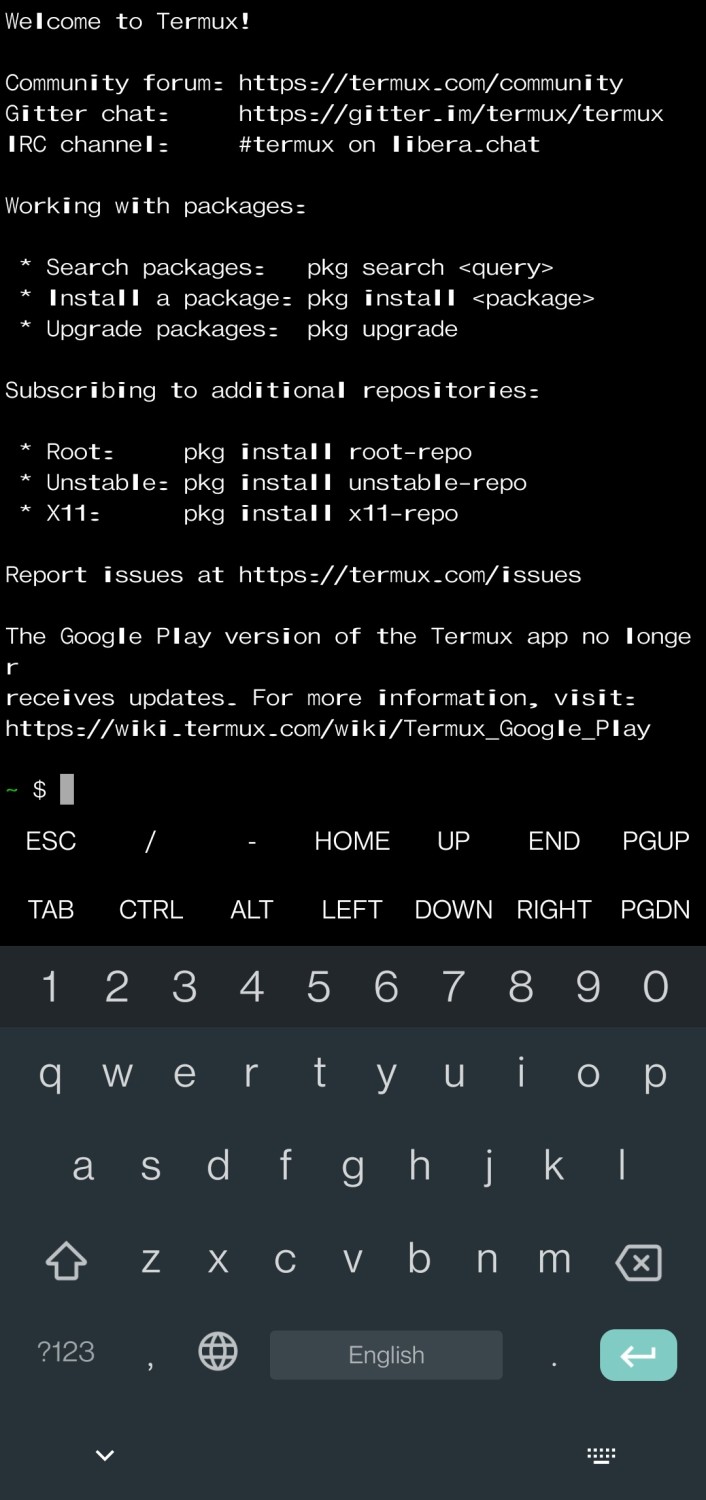 Welcome to Termux!
Community forum: https://termux.com/community
Gitter chat:     https://gitter.im/termux/termux
IRC channel:     #termux on libera.chat
Working with packages:
 * Search packages:   pkg search <query>
 * Install a package: pkg install <package>
 * Upgrade packages:  pkg upgrade
Subscribing to additional repositories:
 * Root:     pkg install root-repo
 * Unstable: pkg install unstable-repo
 * X11:      pkg install x11-repo
Report issues at https://termux.com/issues
The Google Play version of the Termux app no longe
r
receives updates. For more information, visit:
https://wiki.termux.com/wiki/Termux_Google_Play
~ $
ESC / - HOME UP END PGUP
TAB CTRL ALT LEFT DOWN RIGHT PGDN
1 2 3 4 5 6 7 8 9 0
q w e r t y u i o p
a s d f g h j k l
z x c v b n m
?123 , English .